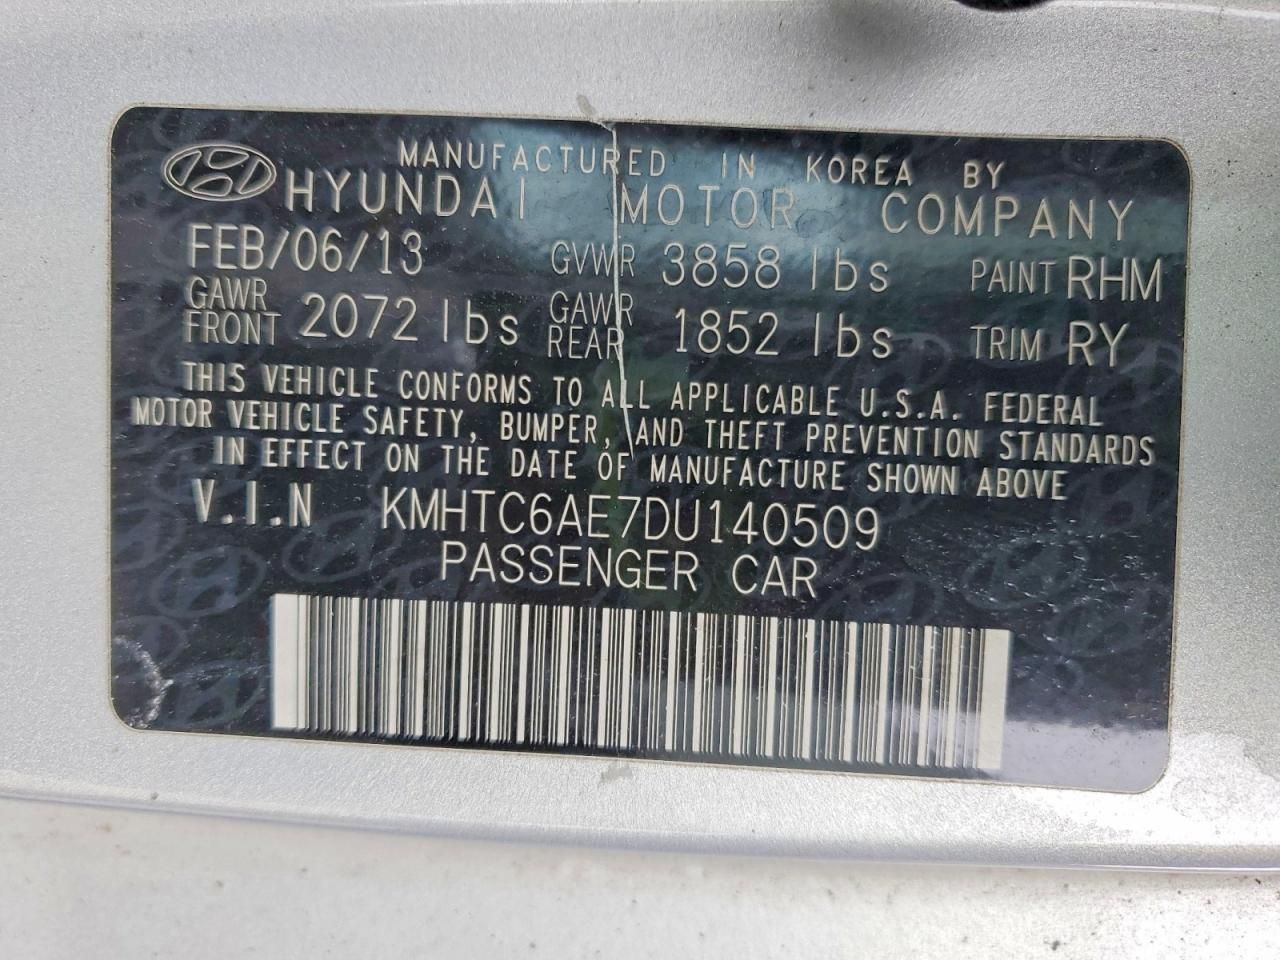 MANUFACTURED IN KOREA BY
HYUNDAI MOTOR COMPANY
FEB/06/13 GVWR 3858 lbs PAINT RHM
GAWR FRONT 2072 lbs GAWR REAR 1852 lbs TRIM RY
THIS VEHICLE CONFORMS TO ALL APPLICABLE U.S.A. FEDERAL
MOTOR VEHICLE SAFETY, BUMPER, AND THEFT PREVENTION STANDARDS
IN EFFECT ON THE DATE OF MANUFACTURE SHOWN ABOVE
V.I.N KMHTC6AE7DU140509
PASSENGER CAR